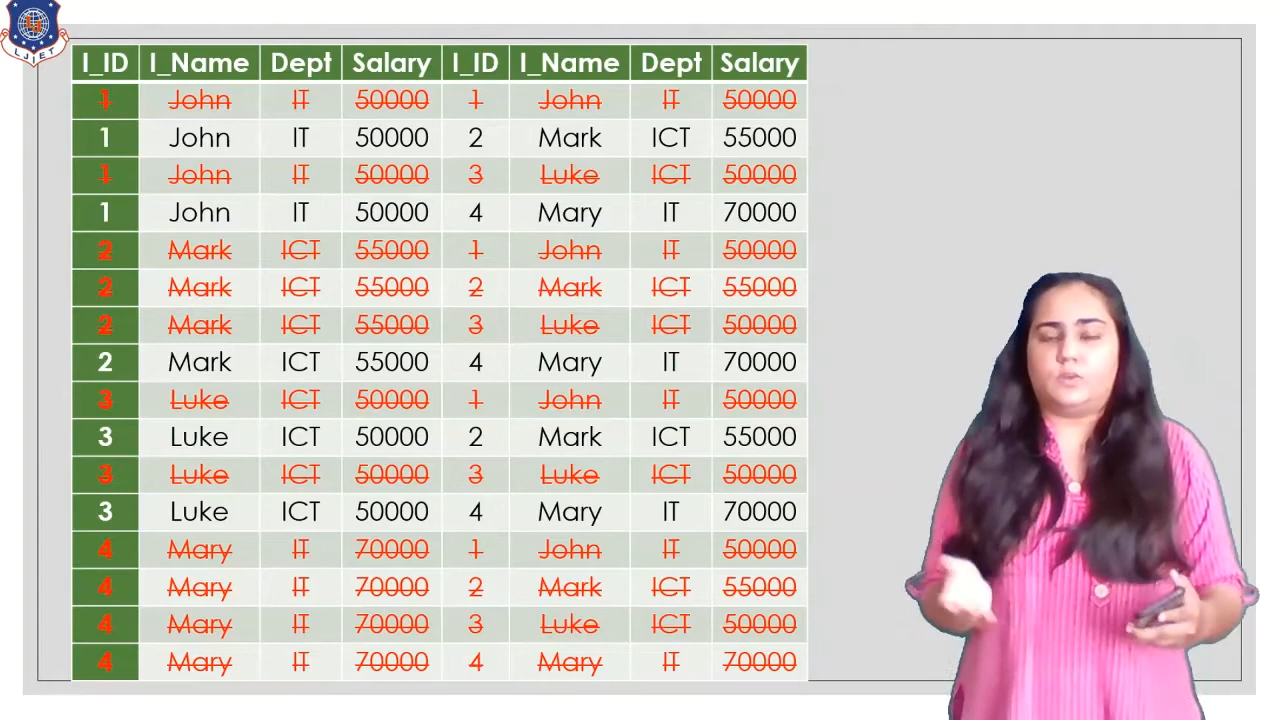 LJIET
I_ID I_Name Dept Salary I_ID I_Name Dept Salary
1 John IT 50000 1 John IT 50000
1 John IT 50000 2 Mark ICT 55000
1 John IT 50000 3 Luke ICT 50000
1 John IT 50000 4 Mary IT 70000
2 Mark ICT 55000 1 John IT 50000
2 Mark ICT 55000 2 Mark ICT 55000
2 Mark ICT 55000 3 Luke ICT 50000
2 Mark ICT 55000 4 Mary IT 70000
3 Luke ICT 50000 1 John IT 50000
3 Luke ICT 50000 2 Mark ICT 55000
3 Luke ICT 50000 3 Luke ICT 50000
3 Luke ICT 50000 4 Mary IT 70000
4 Mary IT 70000 1 John IT 50000
4 Mary IT 70000 2 Mark ICT 55000
4 Mary IT 70000 3 Luke ICT 50000
4 Mary IT 70000 4 Mary IT 70000